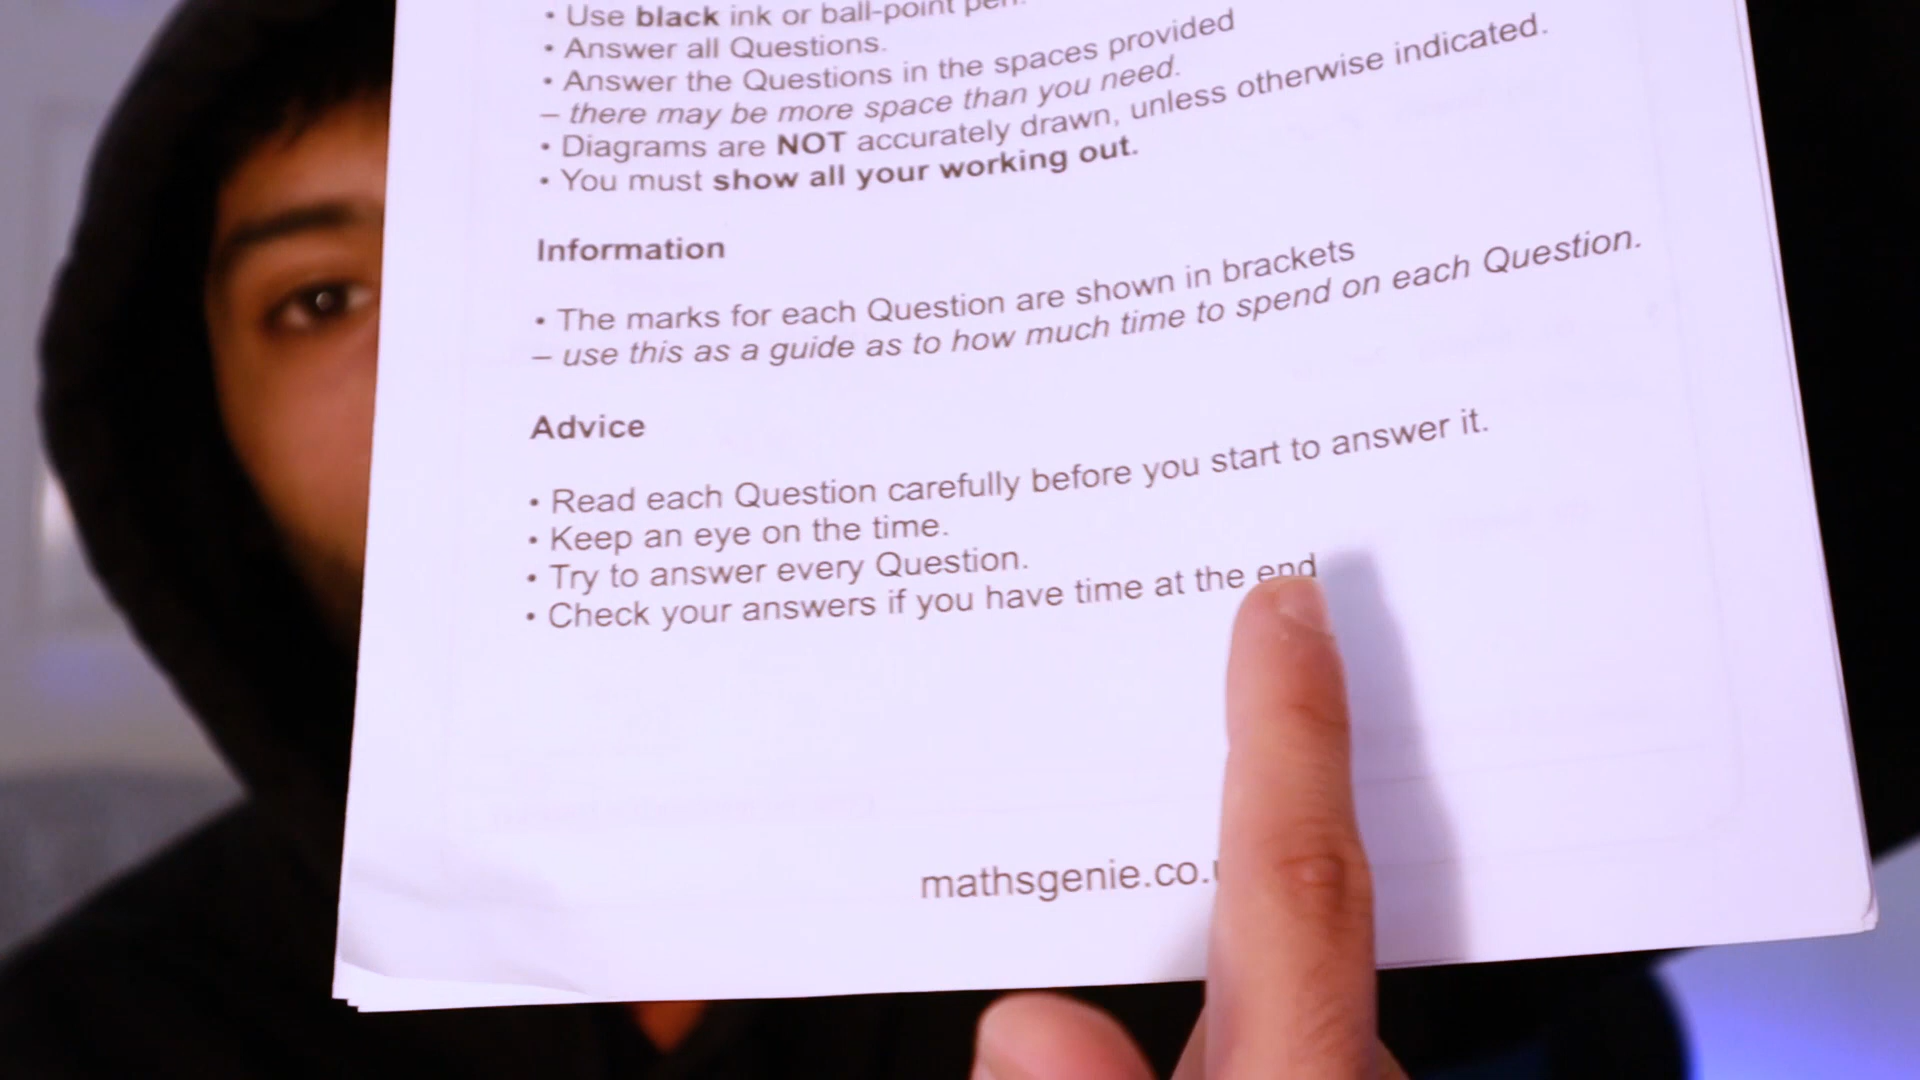 • Use black ink or ball-point pen.
• Answer all Questions.
• Answer the Questions in the spaces provided
– there may be more space than you need.
• Diagrams are NOT accurately drawn, unless otherwise indicated.
• You must show all your working out.
Information
• The marks for each Question are shown in brackets
– use this as a guide as to how much time to spend on each Question.
Advice
• Read each Question carefully before you start to answer it.
• Keep an eye on the time.
• Try to answer every Question.
• Check your answers if you have time at the end
mathsgenie.co.